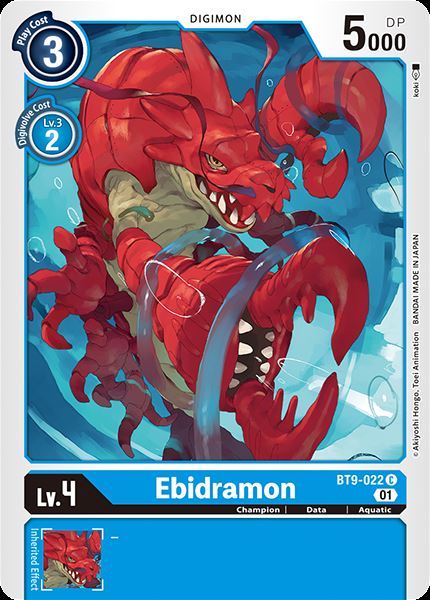 Play Cost
3
DIGIMON
DP
5000
Digivolve Cost
Lv.3
2
koki
© Akiyoshi Hongo, Toei Animation BANDAI MADE IN JAPAN
Lv.4
Ebidramon
BT9-022 C
01
Champion | Data | Aquatic
Inherited Effect
–